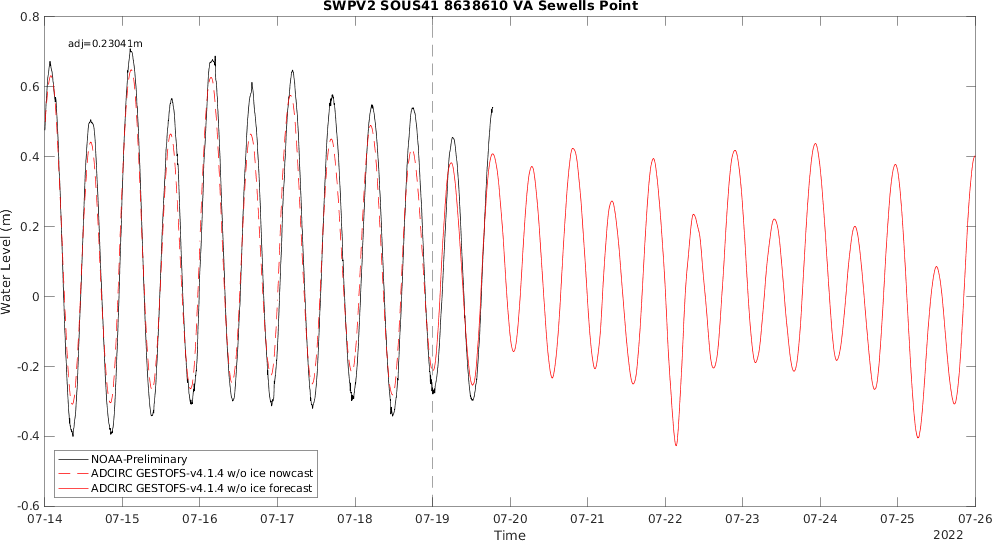 SWPV2 SOUS41 8638610 VA Sewells Point
adj=0.23041m
0.8
0.6
0.4
0.2
0
-0.2
-0.4
-0.6
Water Level (m)
NOAA-Preliminary
ADCIRC GESTOFS-v4.1.4 w/o ice nowcast
ADCIRC GESTOFS-v4.1.4 w/o ice forecast
07-14 07-15 07-16 07-17 07-18 07-19 07-20 07-21 07-22 07-23 07-24 07-25 07-26
Time
2022